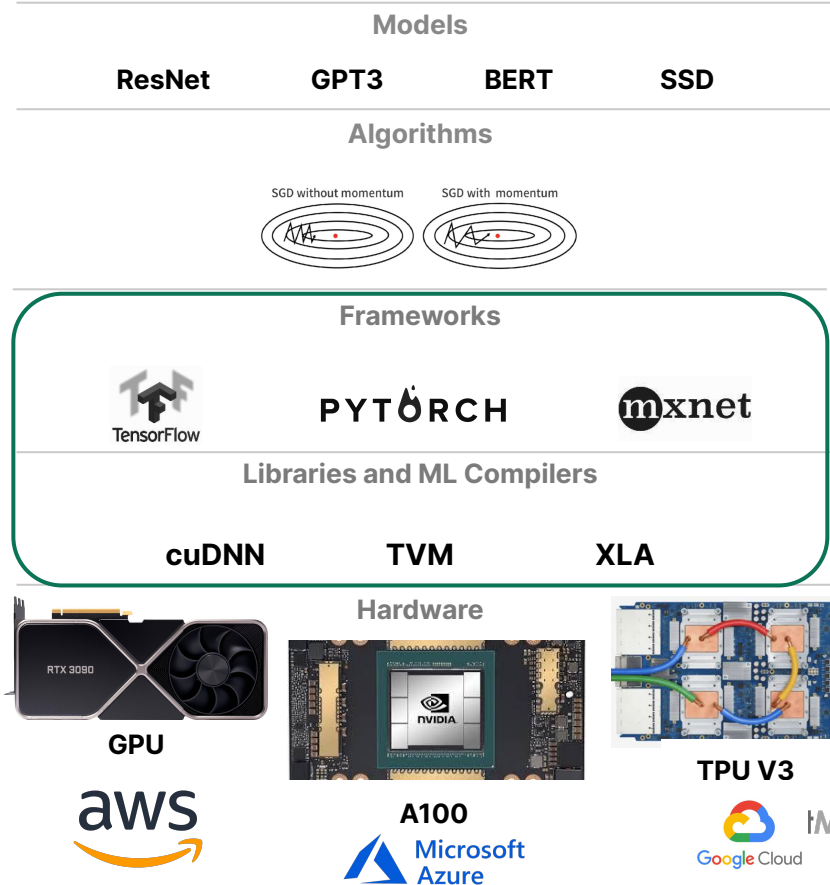 Models
ResNet GPT3 BERT SSD
Algorithms
SGD without momentum SGD with momentum
Frameworks
TensorFlow PYTORCH mxnet
Libraries and ML Compilers
cuDNN TVM XLA
Hardware
RTX 3090
NVIDIA
GPU
TPU V3
A100
aws
Microsoft
Azure
Google Cloud